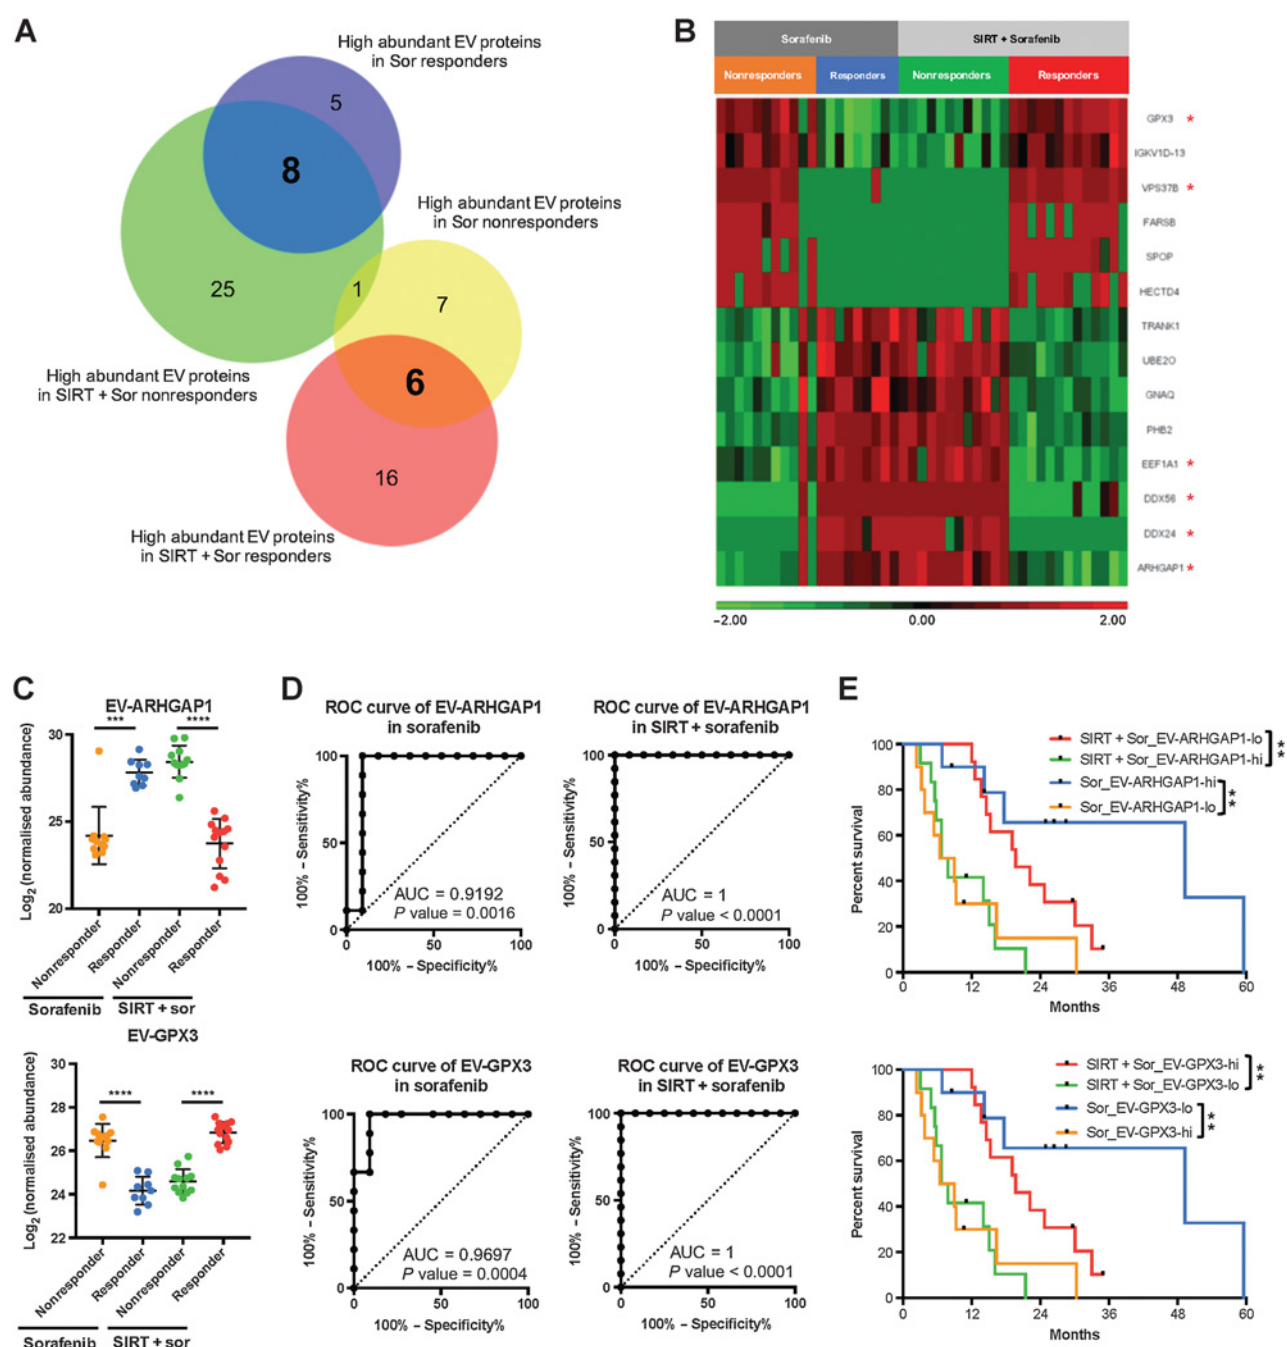 A
High abundant EV proteins
in Sor responders
5
8
High abundant EV proteins
in Sor nonresponders
25
1
7
High abundant EV proteins
in SIRT + Sor nonresponders
6
16
High abundant EV proteins
in SIRT + Sor responders
B
Sorafenib
SIRT + Sorafenib
Nonresponders
Responders
Nonresponders
Responders
GPX3 *
IGKV1D-13
VPS37B *
FARSB
SPOP
HECTD4
TRANK1
UBE2O
GNAQ
PHB2
EEF1A1 *
DDX56 *
DDX24 *
ARHGAP1 *
−2.00
0.00
2.00
C
EV-ARHGAP1
*** ****
30
25
20
Log2 (normalised abundance)
Nonresponder
Responder
Nonresponder
Responder
Sorafenib
SIRT + sor
EV-GPX3
**** ****
30
28
26
24
22
Log2 (normalised abundance)
Nonresponder
Responder
Nonresponder
Responder
Sorafenib
SIRT + sor
D
ROC curve of EV-ARHGAP1
in sorafenib
100
50
0
100% – Sensitivity%
AUC = 0.9192
P value = 0.0016
0 50 100
100% – Specificity%
ROC curve of EV-ARHGAP1
in SIRT + sorafenib
100
50
0
100% – Sensitivity%
AUC = 1
P value < 0.0001
0 50 100
100% – Specificity%
ROC curve of EV-GPX3
in sorafenib
100
50
0
100% – Sensitivity%
AUC = 0.9697
P value = 0.0004
0 50 100
100% – Specificity%
ROC curve of EV-GPX3
in SIRT + sorafenib
100
50
0
100% – Sensitivity%
AUC = 1
P value < 0.0001
0 50 100
100% – Specificity%
E
SIRT + Sor_EV-ARHGAP1-lo
SIRT + Sor_EV-ARHGAP1-hi
**
Sor_EV-ARHGAP1-hi
Sor_EV-ARHGAP1-lo
**
100
80
60
40
20
0
Percent survival
0 12 24 36 48 60
Months
SIRT + Sor_EV-GPX3-hi
SIRT + Sor_EV-GPX3-lo
**
Sor_EV-GPX3-lo
Sor_EV-GPX3-hi
**
100
80
60
40
20
0
Percent survival
0 12 24 36 48 60
Months